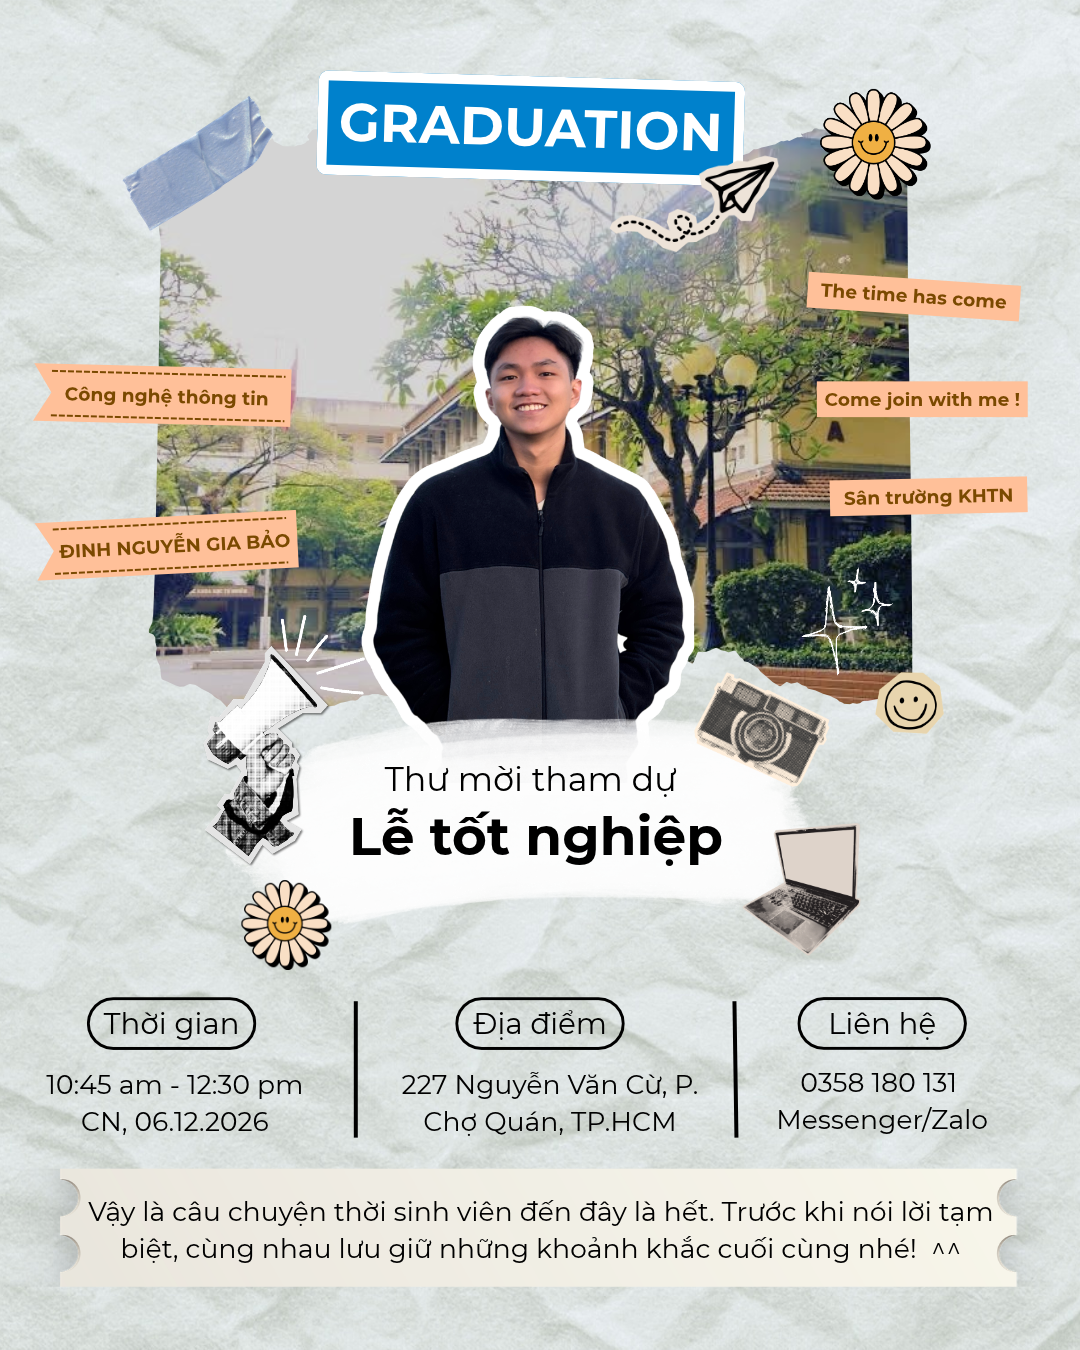 GRADUATION
The time has come
Công nghệ thông tin
Come join with me !
A
Sân trường KHTN
ĐINH NGUYỄN GIA BẢO
Thư mời tham dự
Lễ tốt nghiệp
Thời gian
10:45 am - 12:30 pm
CN, 06.12.2026
Địa điểm
227 Nguyễn Văn Cừ, P.
Chợ Quán, TP.HCM
Liên hệ
0358 180 131
Messenger/Zalo
Vậy là câu chuyện thời sinh viên đến đây là hết. Trước khi nói lời tạm
biệt, cùng nhau lưu giữ những khoảnh khắc cuối cùng nhé! ^^